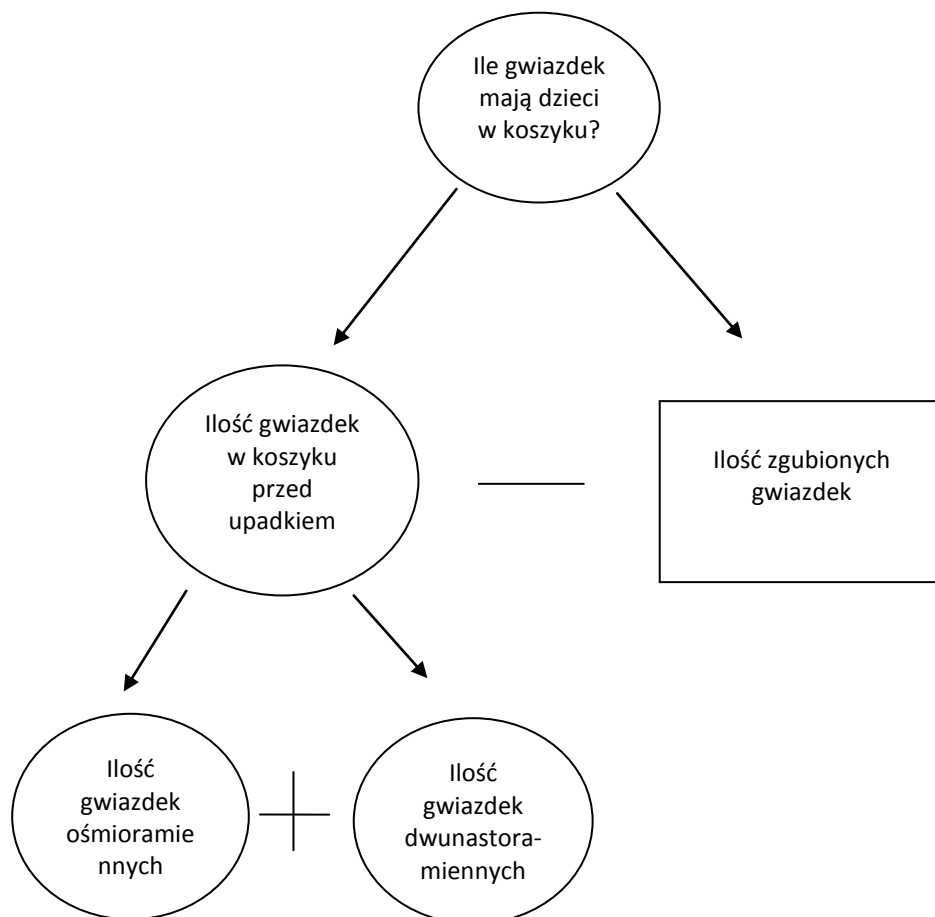 Ile gwiazdek
mają dzieci
w koszyku?
Ilość gwiazdek
w koszyku
przed
upadkiem
Ilość zgubionych
gwiazdek
Ilość
gwiazdek
ośmioramie
nnych
Ilość
gwiazdek
dwunastora-
miennych